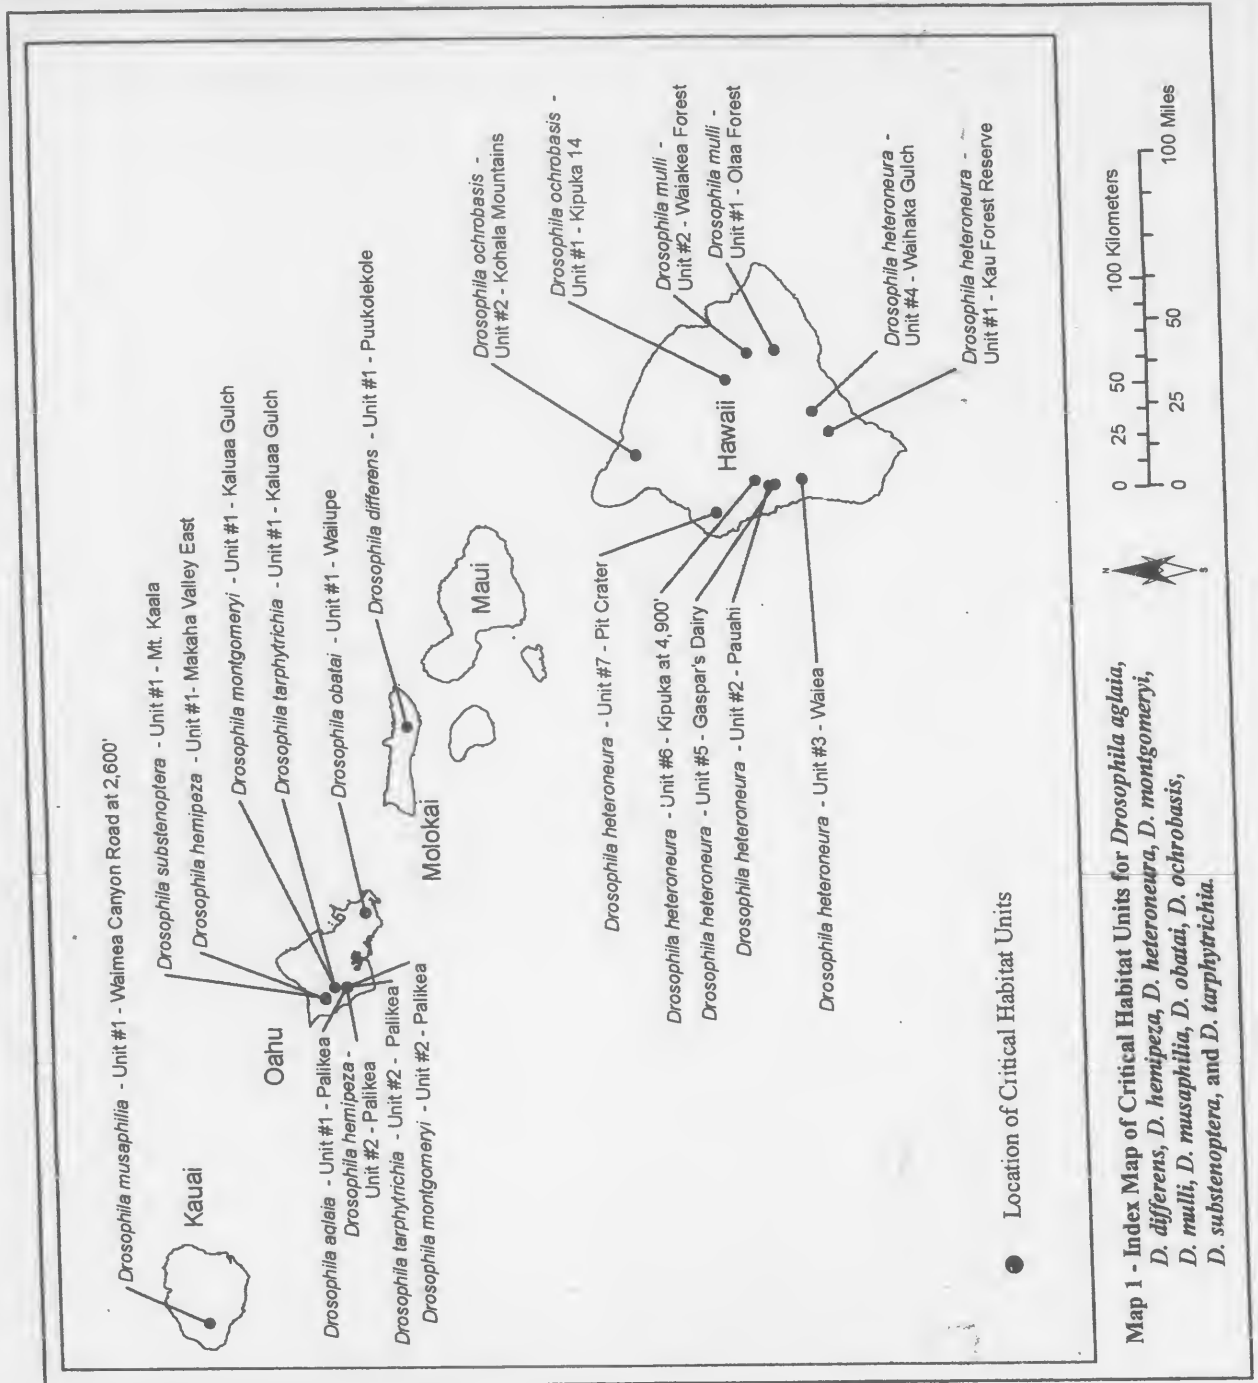 Drosophila musaphilia - Unit #1 - Waimea Canyon Road at 2,600'
Kauai
Drosophila substenoptera - Unit #1 - Mt. Kaala
Drosophila hemipeza - Unit #1- Makaha Valley East
Drosophila montgomeryi - Unit #1 - Kaluaa Gulch
Drosophila tarphytrichia - Unit #1 - Kaluaa Gulch
Drosophila obatai - Unit #1 - Wailupe
Drosophila differens - Unit #1 - Puukolekole
Oahu
Drosophila aglaia - Unit #1 - Palikea
Drosophila hemipeza -
Unit #2 - Palikea
Drosophila tarphytrichia - Unit #2 - Palikea
Drosophila montgomeryi - Unit #2 - Palikea
Molokai
Maui
Drosophila ochrobasis -
Unit #2 - Kohala Mountains
Drosophila ochrobasis -
Unit #1 - Kipuka 14
Drosophila mulli -
Unit #2 - Waiakea Forest
Drosophila mulli -
Unit #1 - Olaa Forest
Hawaii
Drosophila heteroneura - Unit #7 - Pit Crater
Drosophila heteroneura - Unit #6 - Kipuka at 4,900'
Drosophila heteroneura - Unit #5 - Gaspar's Dairy
Drosophila heteroneura - Unit #2 - Pauahi
Drosophila heteroneura - Unit #3 - Waiea
Drosophila heteroneura -
Unit #4 - Waihaka Gulch
Drosophila heteroneura -
Unit #1 - Kau Forest Reserve
Location of Critical Habitat Units
Map 1 - Index Map of Critical Habitat Units for Drosophila aglaia,
D. differens, D. hemipeza, D. heteroneura, D. montgomeryi,
D. mulli, D. musaphilia, D. obatai, D. ochrobasis,
D. substenoptera, and D. tarphytrichia.
N
S
0 25 50 100 Kilometers
0 25 50 100 Miles